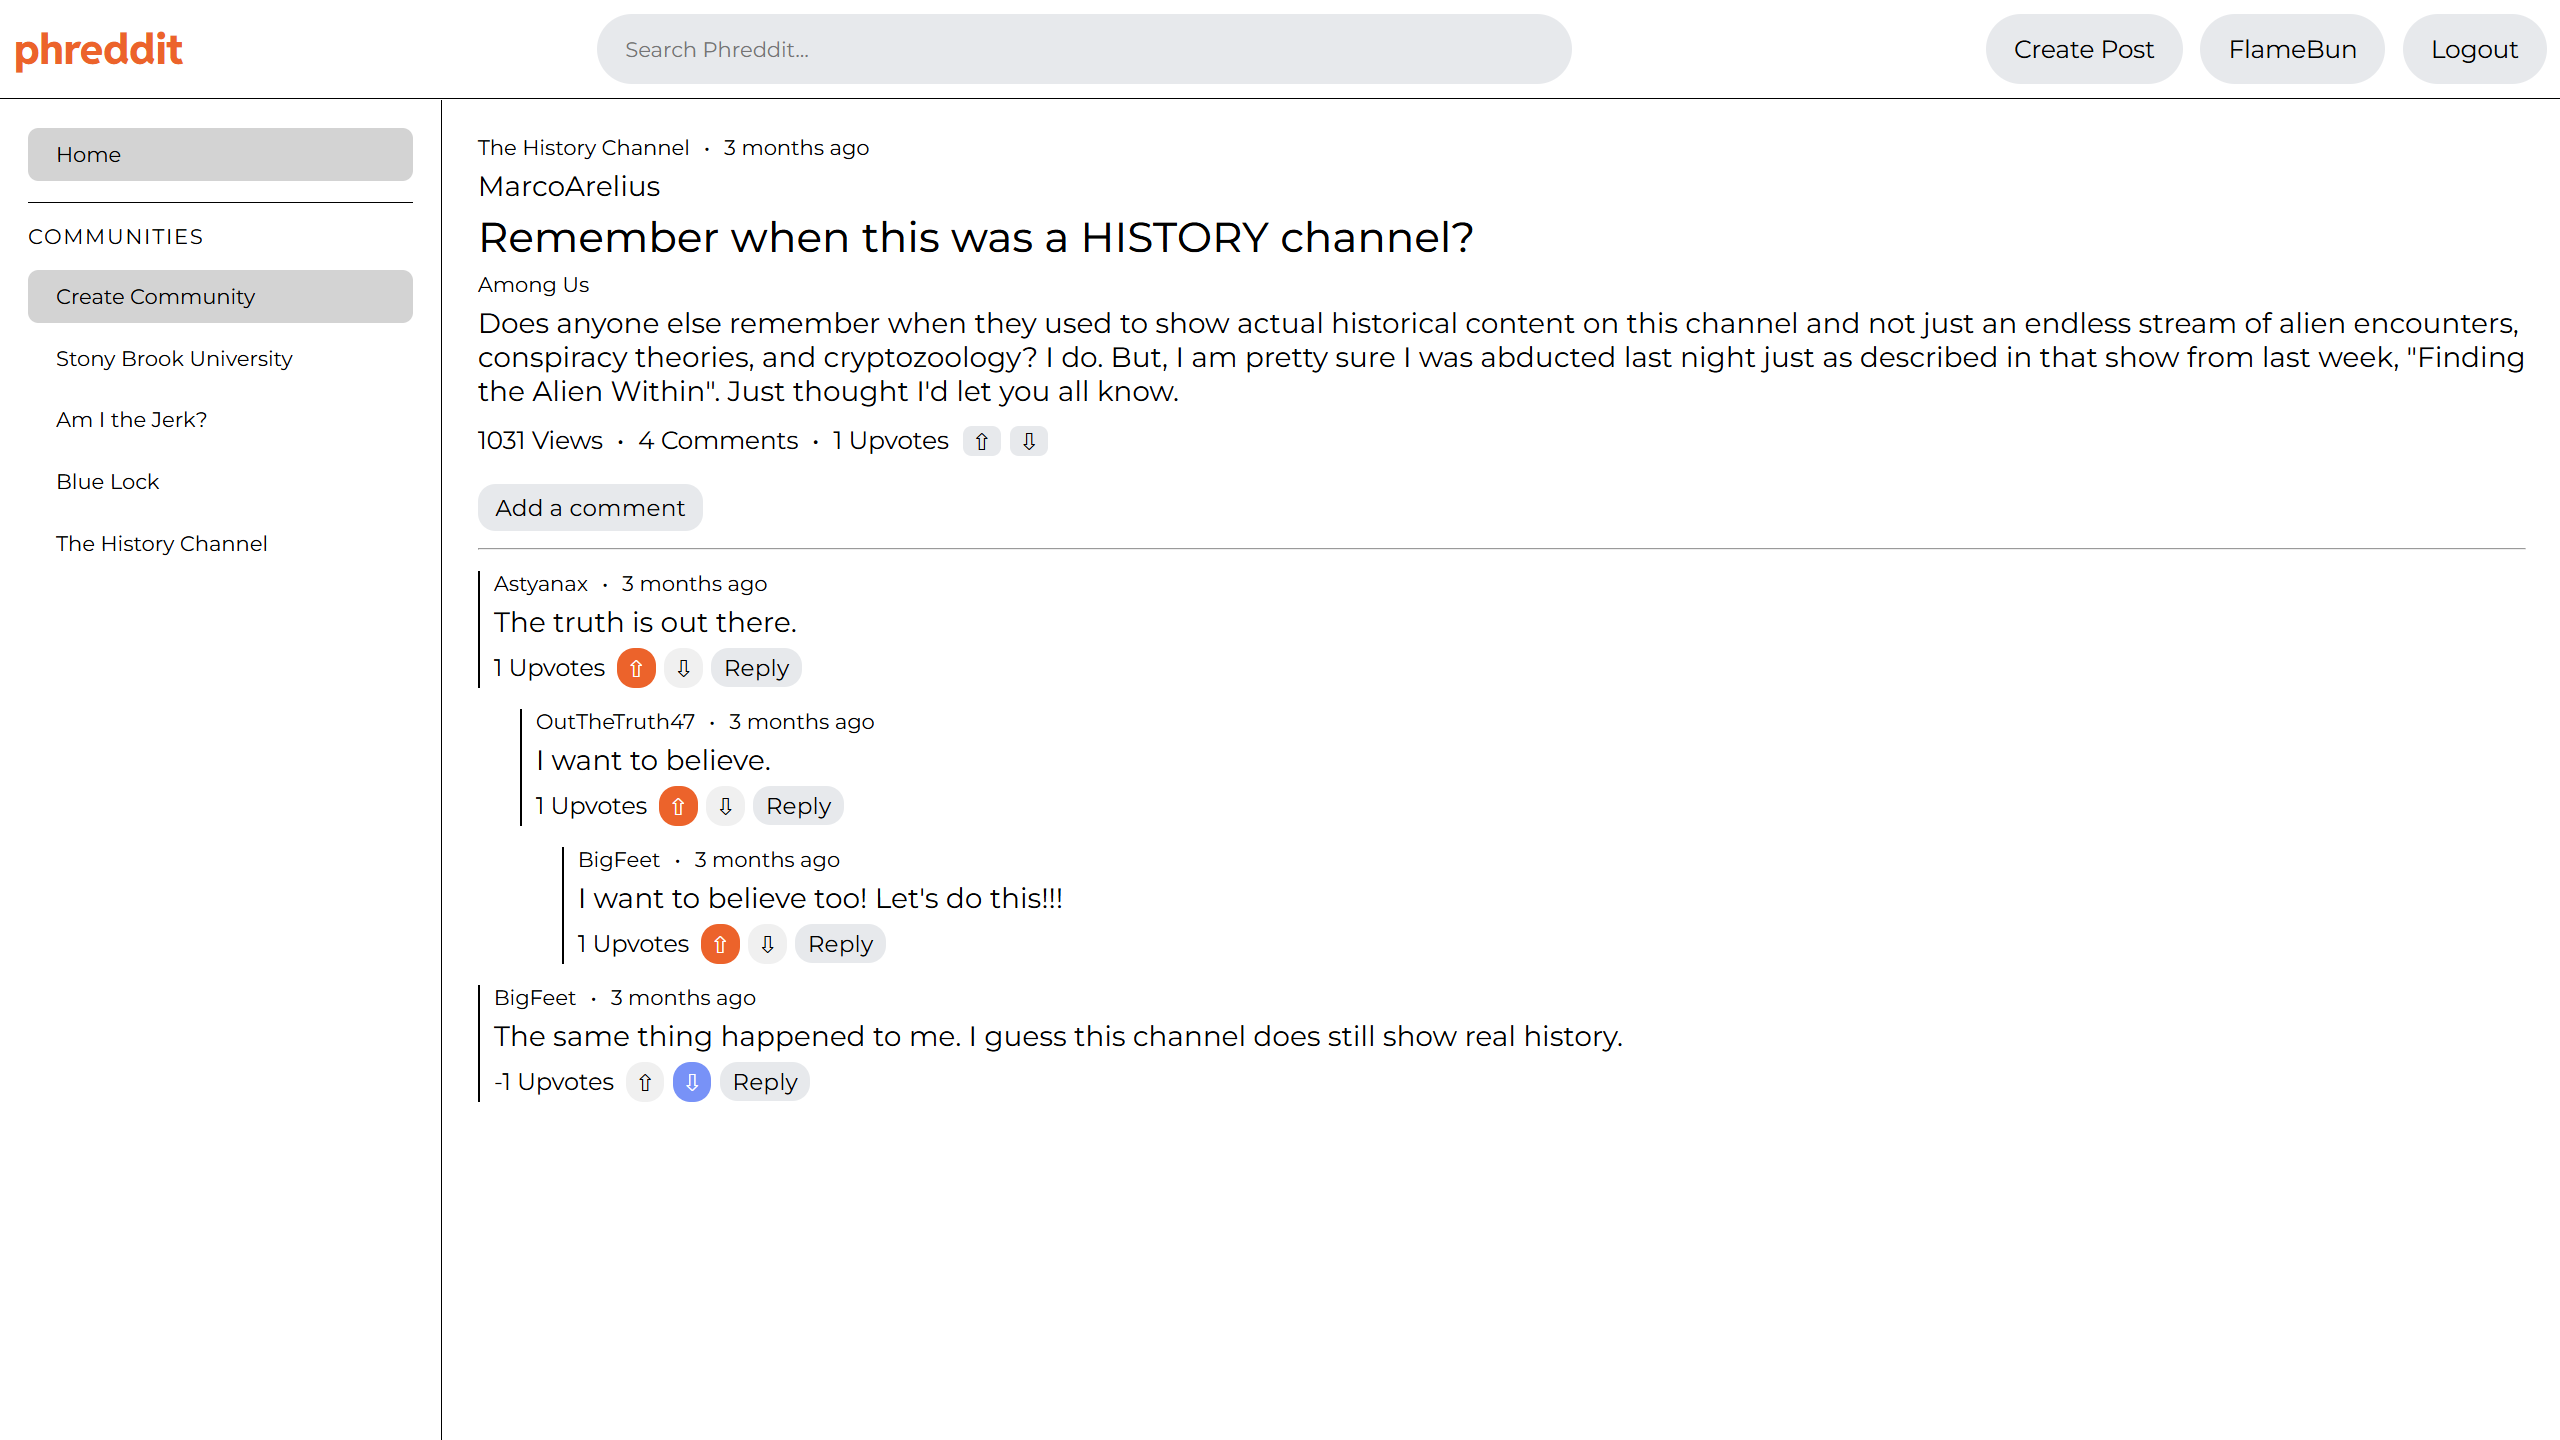 phreddit
Search Phreddit...
Create Post
FlameBun
Logout
Home
COMMUNITIES
Create Community
Stony Brook University
Am I the Jerk?
Blue Lock
The History Channel
The History Channel • 3 months ago
MarcoArelius
Remember when this was a HISTORY channel?
Among Us
Does anyone else remember when they used to show actual historical content on this channel and not just an endless stream of alien encounters,
conspiracy theories, and cryptozoology? I do. But, I am pretty sure I was abducted last night just as described in that show from last week, "Finding
the Alien Within". Just thought I'd let you all know.
1031 Views • 4 Comments • 1 Upvotes ⇧ ⇩
Add a comment
Astyanax • 3 months ago
The truth is out there.
1 Upvotes ⇧ ⇩ Reply
OutTheTruth47 • 3 months ago
I want to believe.
1 Upvotes ⇧ ⇩ Reply
BigFeet • 3 months ago
I want to believe too! Let's do this!!!
1 Upvotes ⇧ ⇩ Reply
BigFeet • 3 months ago
The same thing happened to me. I guess this channel does still show real history.
-1 Upvotes ⇧ ⇩ Reply